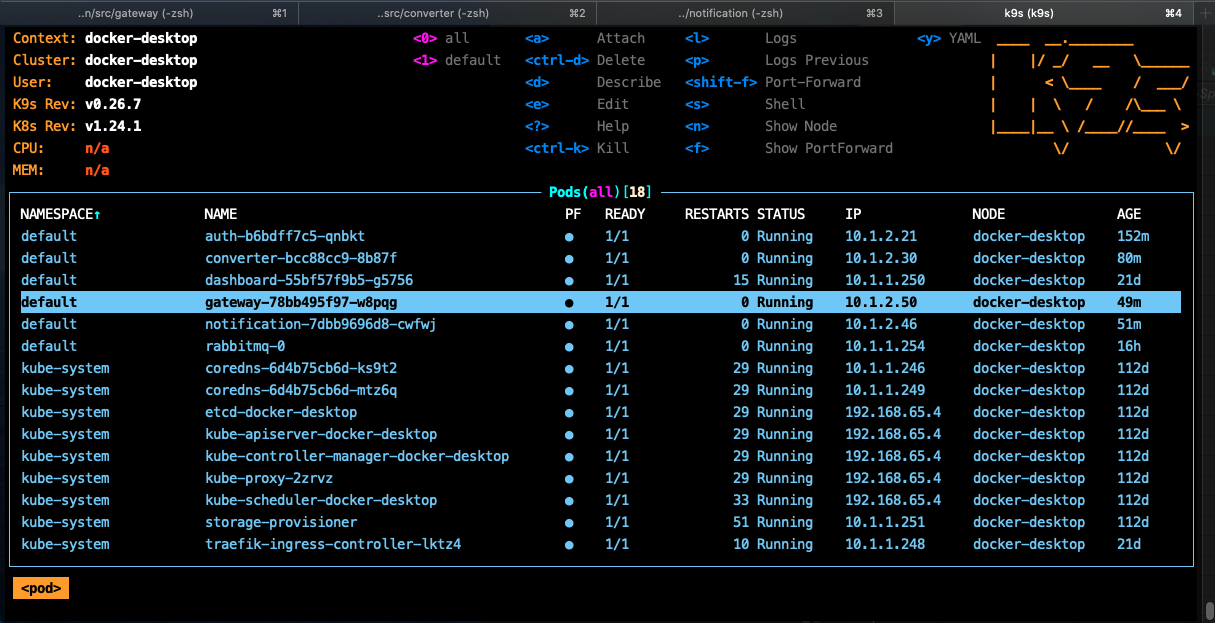 ..n/src/gateway (-zsh) ⌘1 ..src/converter (-zsh) ⌘2 ../notification (-zsh) ⌘3 k9s (k9s) ⌘4
Context: docker-desktop <0> all <a> Attach <l> Logs <y> YAML
Cluster: docker-desktop <1> default <ctrl-d> Delete <p> Logs Previous
User: docker-desktop <d> Describe <shift-f> Port-Forward
K9s Rev: v0.26.7 <e> Edit <s> Shell
K8s Rev: v1.24.1 <?> Help <n> Show Node
CPU: n/a <ctrl-k> Kill <f> Show PortForward
MEM: n/a
Pods(all)[18]
NAMESPACE↑ NAME PF READY RESTARTS STATUS IP NODE AGE
default auth-b6bdff7c5-qnbkt ● 1/1 0 Running 10.1.2.21 docker-desktop 152m
default converter-bcc88cc9-8b87f ● 1/1 0 Running 10.1.2.30 docker-desktop 80m
default dashboard-55bf57f9b5-g5756 ● 1/1 15 Running 10.1.1.250 docker-desktop 21d
default gateway-78bb495f97-w8pqg ● 1/1 0 Running 10.1.2.50 docker-desktop 49m
default notification-7dbb9696d8-cwfwj ● 1/1 0 Running 10.1.2.46 docker-desktop 51m
default rabbitmq-0 ● 1/1 0 Running 10.1.1.254 docker-desktop 16h
kube-system coredns-6d4b75cb6d-ks9t2 ● 1/1 29 Running 10.1.1.246 docker-desktop 112d
kube-system coredns-6d4b75cb6d-mtz6q ● 1/1 29 Running 10.1.1.249 docker-desktop 112d
kube-system etcd-docker-desktop ● 1/1 29 Running 192.168.65.4 docker-desktop 112d
kube-system kube-apiserver-docker-desktop ● 1/1 29 Running 192.168.65.4 docker-desktop 112d
kube-system kube-controller-manager-docker-desktop ● 1/1 29 Running 192.168.65.4 docker-desktop 112d
kube-system kube-proxy-2zrvz ● 1/1 29 Running 192.168.65.4 docker-desktop 112d
kube-system kube-scheduler-docker-desktop ● 1/1 33 Running 192.168.65.4 docker-desktop 112d
kube-system storage-provisioner ● 1/1 51 Running 10.1.1.251 docker-desktop 112d
kube-system traefik-ingress-controller-lktz4 ● 1/1 10 Running 10.1.1.248 docker-desktop 21d
<pod>